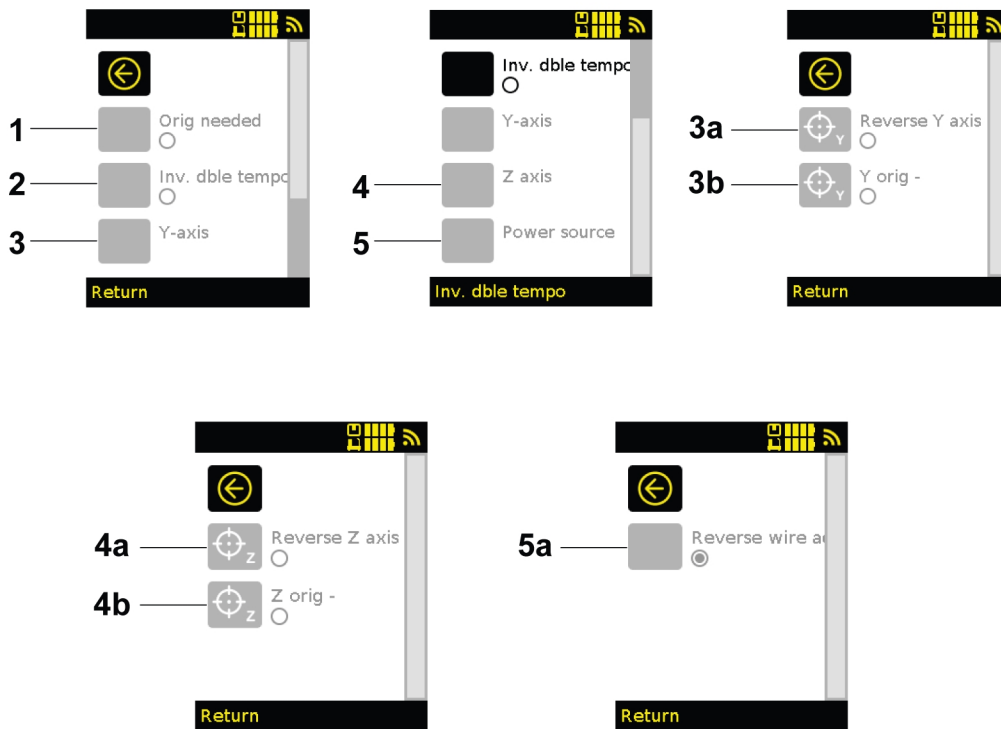 1
Orig needed
2
Inv. dble tempo
3
Y-axis
Return
Inv. dble tempo
Y-axis
4
Z axis
5
Power source
Inv. dble tempo
3a
Reverse Y axis
Y
3b
Y orig -
Y
Return
4a
Reverse Z axis
Z
4b
Z orig -
Z
Return
5a
Reverse wire
Return